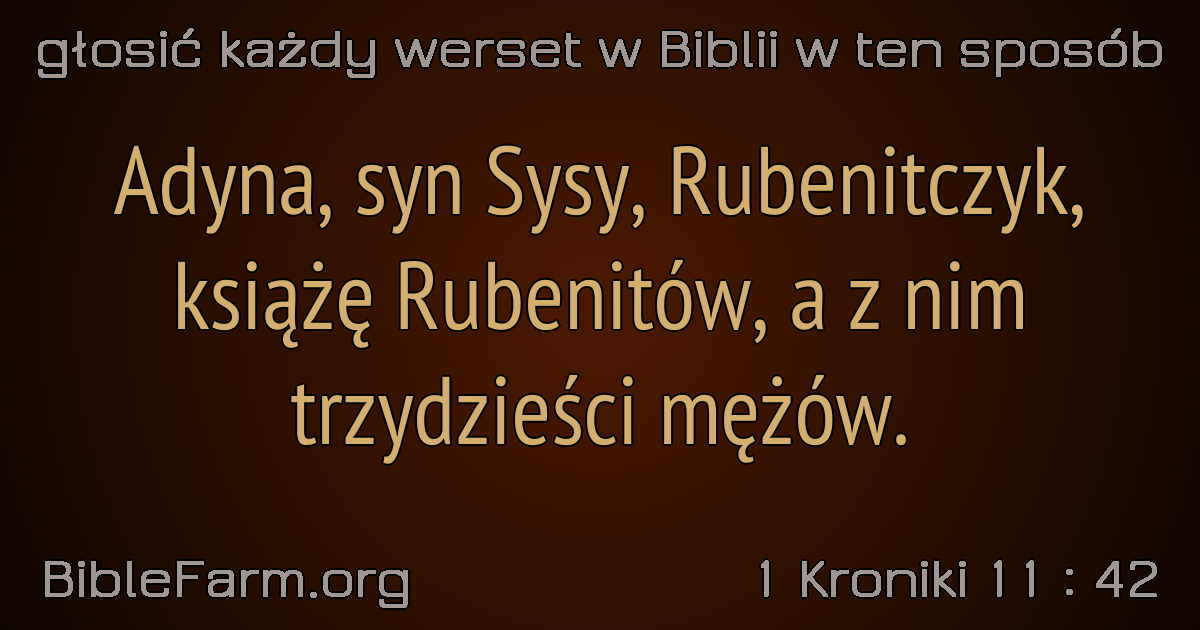 głosić każdy werset w Biblii w ten sposób
Adyna, syn Sysy, Rubenitczyk,
książę Rubenitów, a z nim
trzydzieści mężów.
BibleFarm.org
1 Kroniki 11 : 42